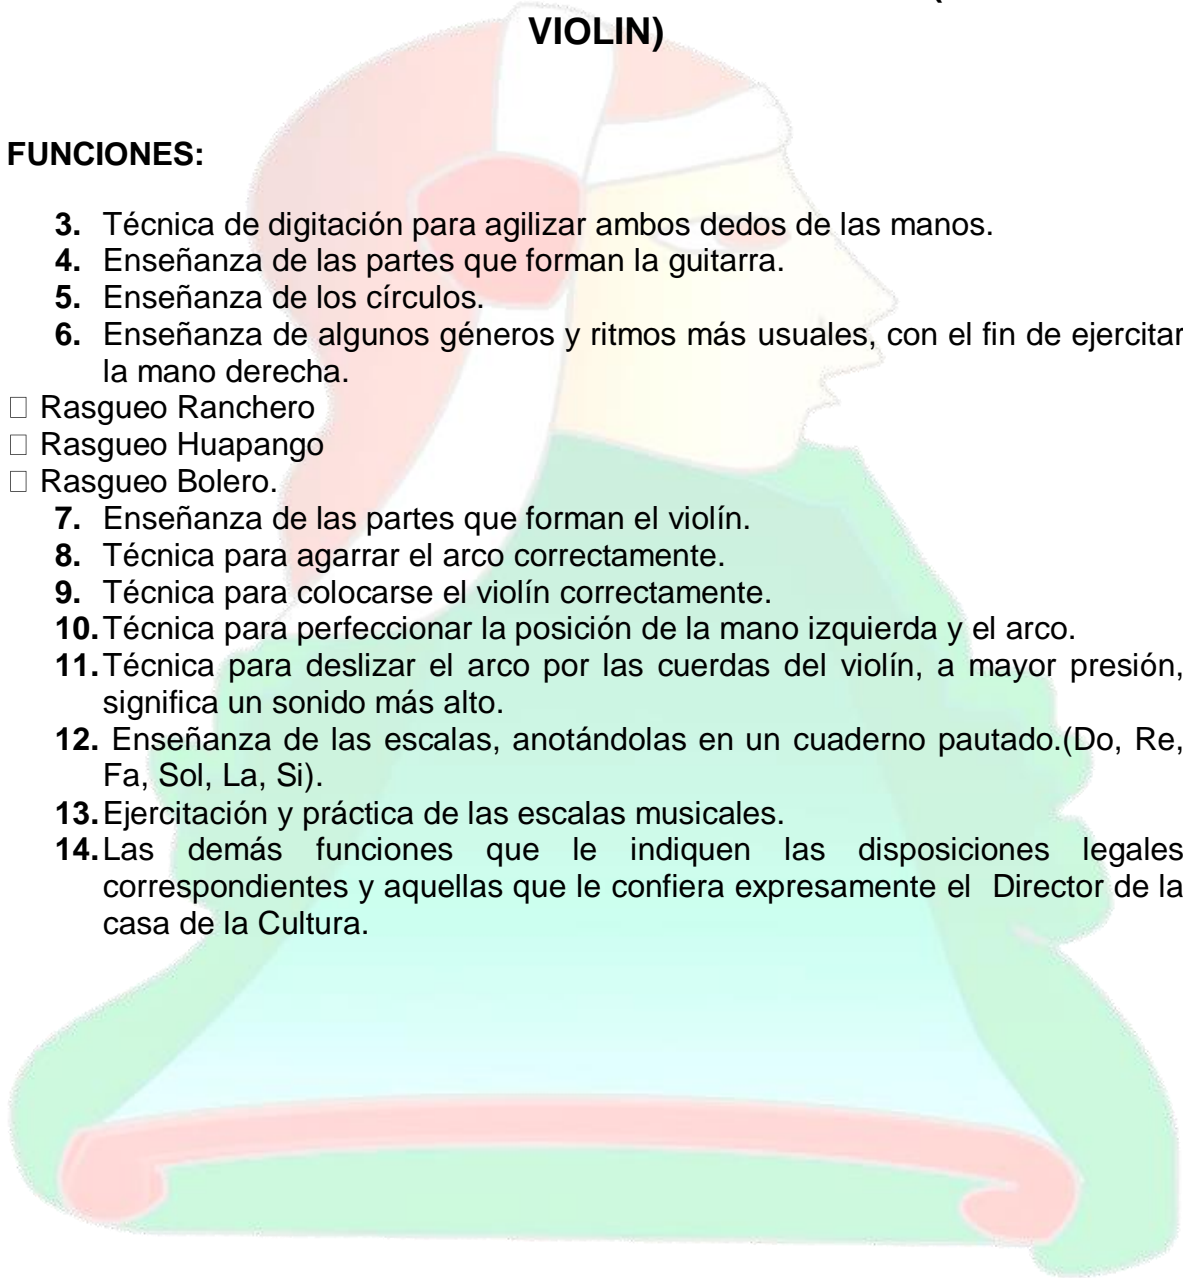 VIOLIN)
FUNCIONES:
3. Técnica de digitación para agilizar ambos dedos de las manos.
4. Enseñanza de las partes que forman la guitarra.
5. Enseñanza de los círculos.
6. Enseñanza de algunos géneros y ritmos más usuales, con el fin de ejercitar
la mano derecha.
□ Rasgueo Ranchero
□ Rasgueo Huapango
□ Rasgueo Bolero.
7. Enseñanza de las partes que forman el violín.
8. Técnica para agarrar el arco correctamente.
9. Técnica para colocarse el violín correctamente.
10. Técnica para perfeccionar la posición de la mano izquierda y el arco.
11. Técnica para deslizar el arco por las cuerdas del violín, a mayor presión,
significa un sonido más alto.
12. Enseñanza de las escalas, anotándolas en un cuaderno pautado.(Do, Re,
Fa, Sol, La, Si).
13. Ejercitación y práctica de las escalas musicales.
14. Las demás funciones que le indiquen las disposiciones legales
correspondientes y aquellas que le confiera expresamente el Director de la
casa de la Cultura.